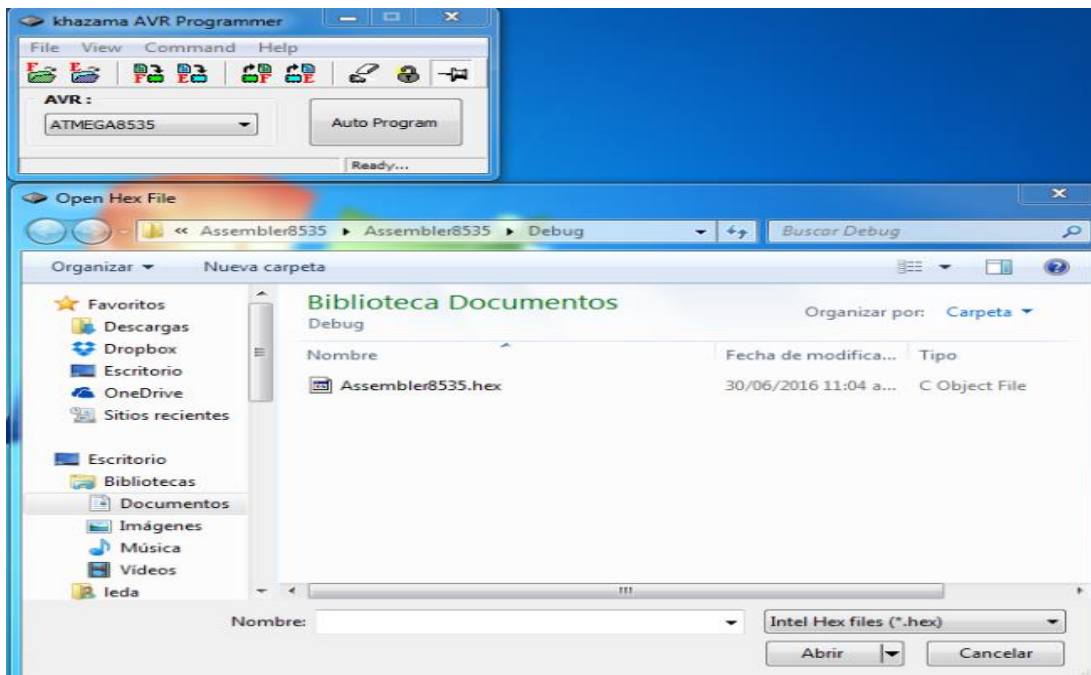 khazama AVR Programmer
File View Command Help
AVR :
ATMEGA8535
Auto Program
Ready...
Open Hex File
« Assembler8535 ▸ Assembler8535 ▸ Debug
Buscar Debug
Organizar ▾ Nueva carpeta
Favoritos
Descargas
Dropbox
Escritorio
OneDrive
Sitios recientes
Escritorio
Bibliotecas
Documentos
Imágenes
Música
Vídeos
leda
Biblioteca Documentos
Debug
Organizar por: Carpeta ▾
Nombre Fecha de modifica... Tipo
Assembler8535.hex 30/06/2016 11:04 a... C Object File
Nombre:
Intel Hex files (*.hex)
Abrir Cancelar